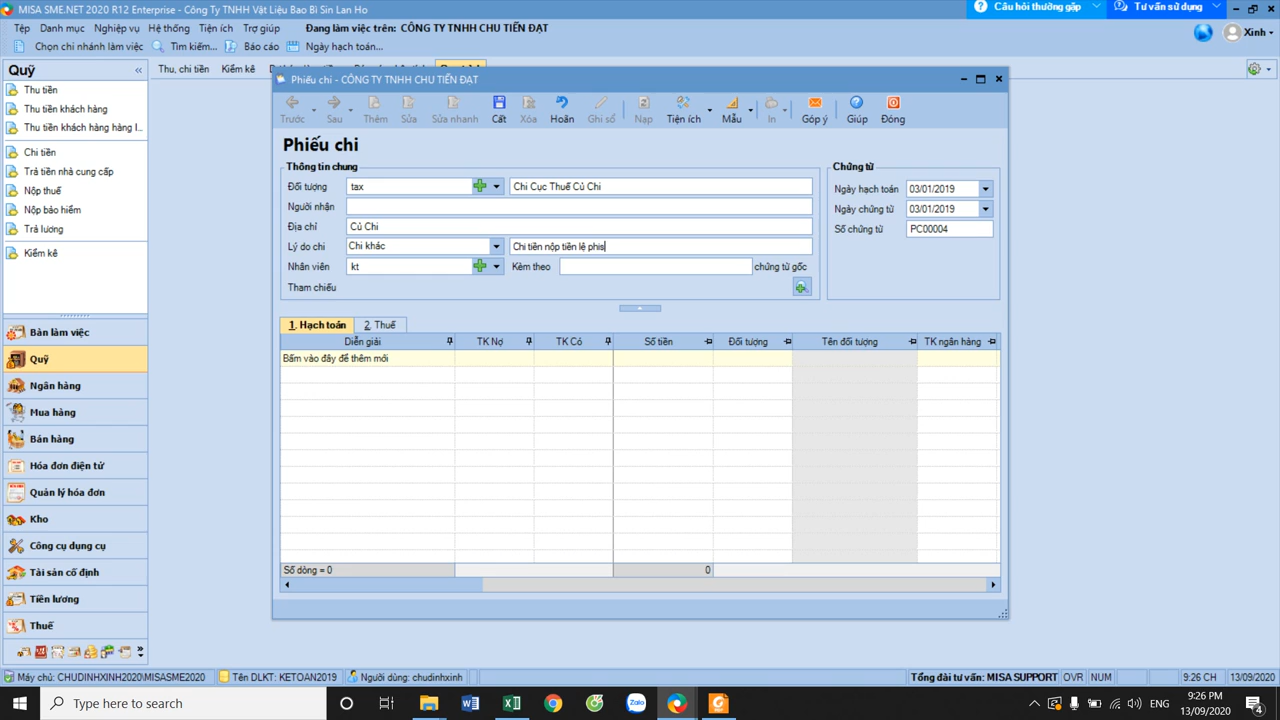 MISA SME.NET 2020 R12 Enterprise - Công ty TNHH Vật Liệu Bao Bì Sin Lan Ho
Câu hỏi thường gặp
Tư vấn sử dụng
Tệp Danh mục Nghiệp vụ Hệ thống Tiện ích Trợ giúp Đang làm việc trên: CÔNG TY TNHH CHU TIẾN ĐẠT
Xinh
Chọn chi nhánh làm việc Tìm kiếm... Báo cáo Ngày hạch toán...
Quỹ
Thu, chi tiền Kiểm kê
Thu tiền
Thu tiền khách hàng
Thu tiền khách hàng hàng l...
Chi tiền
Trả tiền nhà cung cấp
Nộp thuế
Nộp bảo hiểm
Trả lương
Kiểm kê
Bàn làm việc
Quỹ
Ngân hàng
Mua hàng
Bán hàng
Hóa đơn điện tử
Quản lý hóa đơn
Kho
Công cụ dụng cụ
Tài sản cố định
Tiền lương
Thuế
Phiếu chi - CÔNG TY TNHH CHU TIẾN ĐẠT
Trước Sau Thêm Sửa Sửa nhanh Cất Xóa Hoãn Ghi sổ Nạp Tiện ích Mẫu In Góp ý Giúp Đóng
Phiếu chi
Thông tin chung
Đối tượng tax Chi Cục Thuế Củ Chi
Người nhận
Địa chỉ Củ Chi
Lý do chi Chi khác Chi tiền nộp tiền lệ phis
Nhân viên kt Kèm theo chứng từ gốc
Tham chiếu
Chứng từ
Ngày hạch toán 03/01/2019
Ngày chứng từ 03/01/2019
Số chứng từ PC00004
1. Hạch toán 2. Thuế
Diễn giải TK Nợ TK Có Số tiền Đối tượng Tên đối tượng TK ngân hàng
Bấm vào đây để thêm mới
Số dòng = 0 0
Máy chủ: CHUDINHXINH2020\MISASME2020 Tên DLKT: KETOAN2019 Người dùng: chudinhxinh Tổng đài tư vấn: MISA SUPPORT OVR NUM 9:26 CH 13/09/2020
Type here to search
Zalo
ENG
9:26 PM
13/09/2020
4